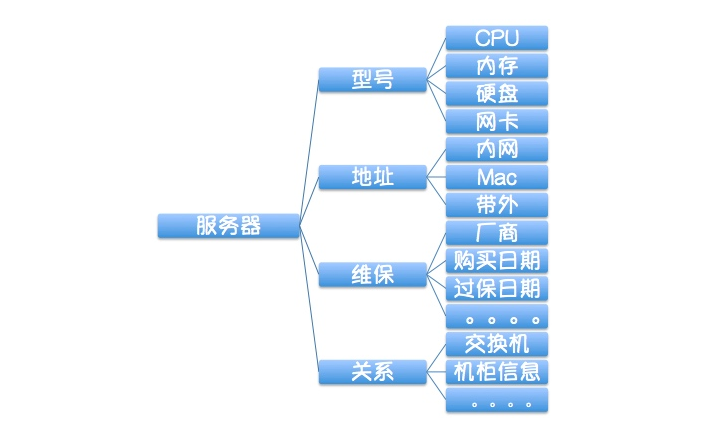 服务器
型号
CPU
内存
硬盘
网卡
地址
内网
Mac
带外
维保
厂商
购买日期
过保日期
。。。。
关系
交换机
机柜信息
。。。。